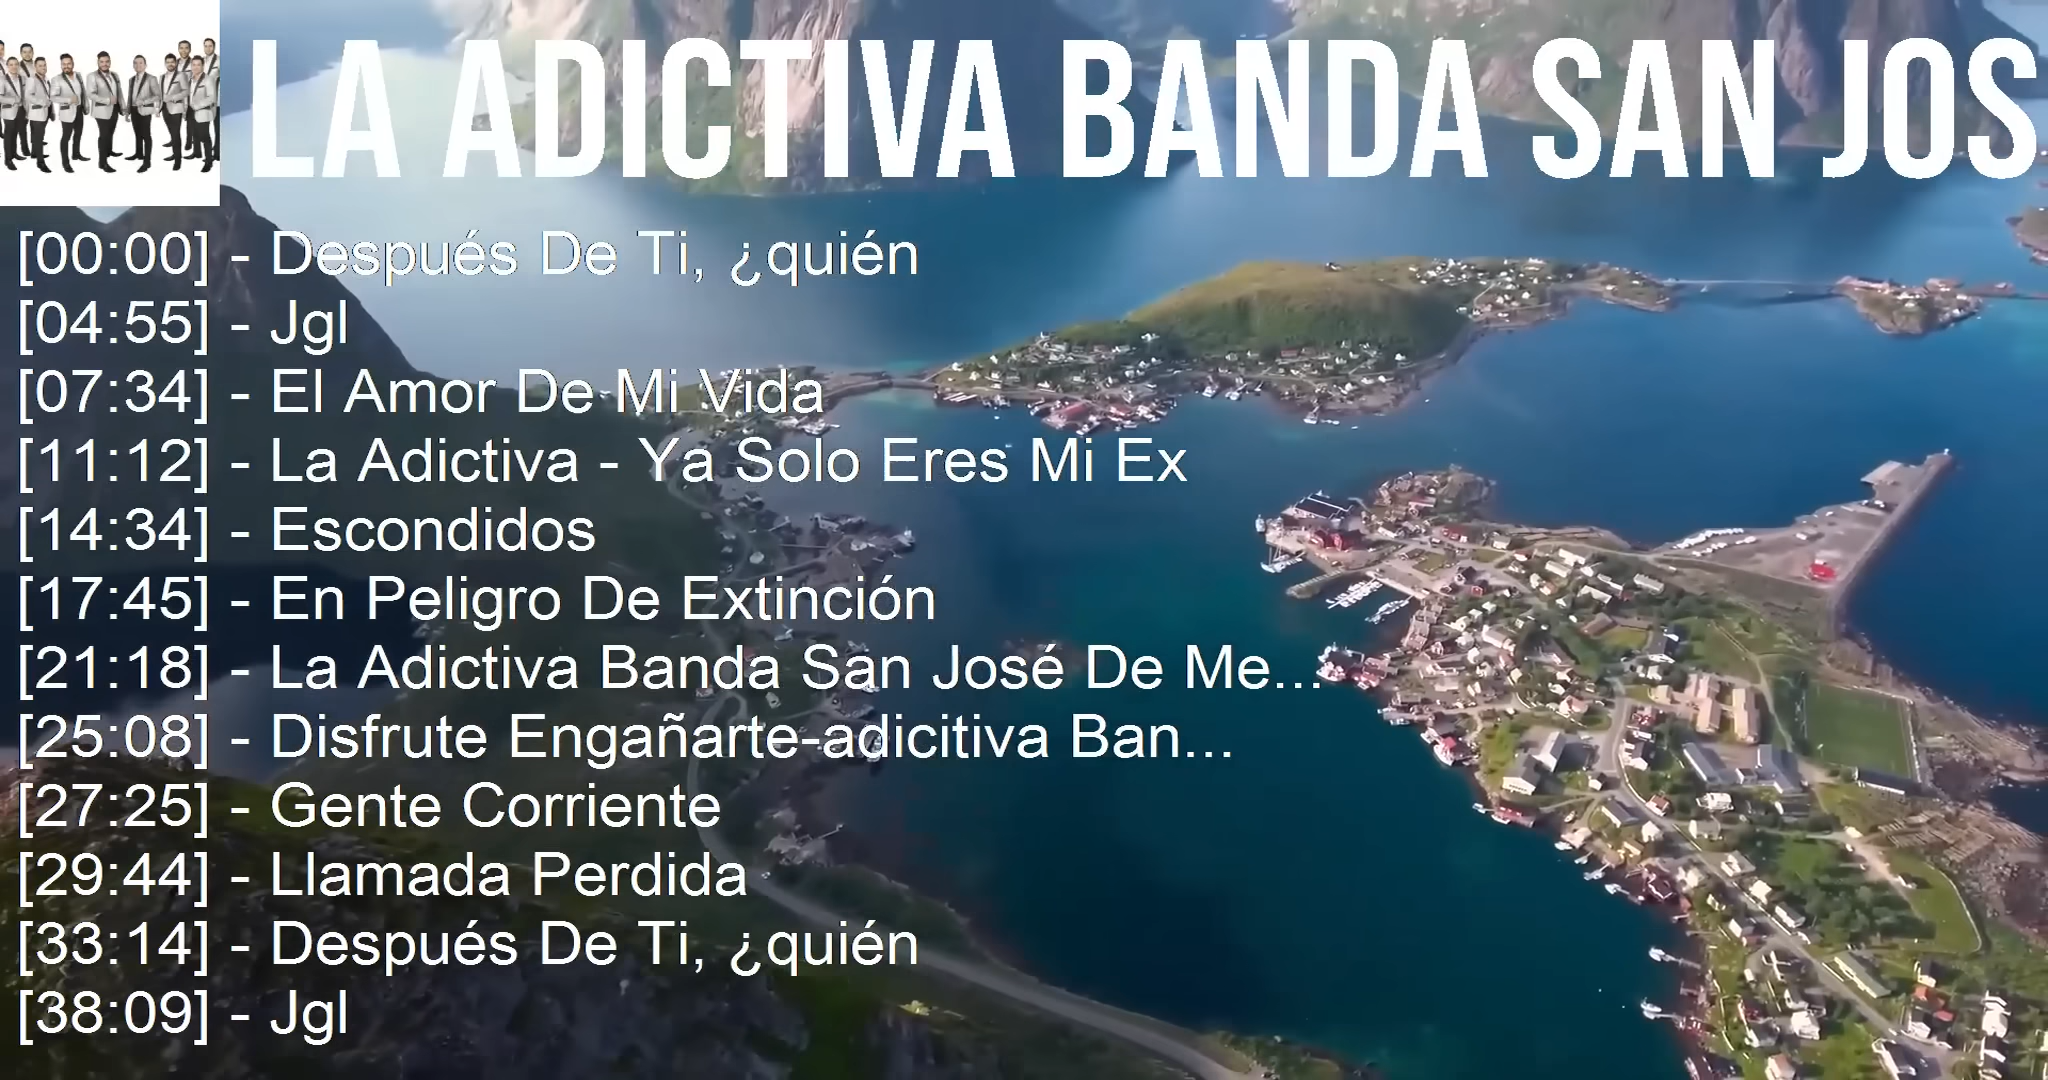 LA ADICTIVA BANDA SAN JOS
[00:00] - Después De Ti, ¿quién
[04:55] - Jgl
[07:34] - El Amor De Mi Vida
[11:12] - La Adictiva - Ya Solo Eres Mi Ex
[14:34] - Escondidos
[17:45] - En Peligro De Extinción
[21:18] - La Adictiva Banda San José De Me...
[25:08] - Disfrute Engañarte-adicitiva Ban...
[27:25] - Gente Corriente
[29:44] - Llamada Perdida
[33:14] - Después De Ti, ¿quién
[38:09] - Jgl